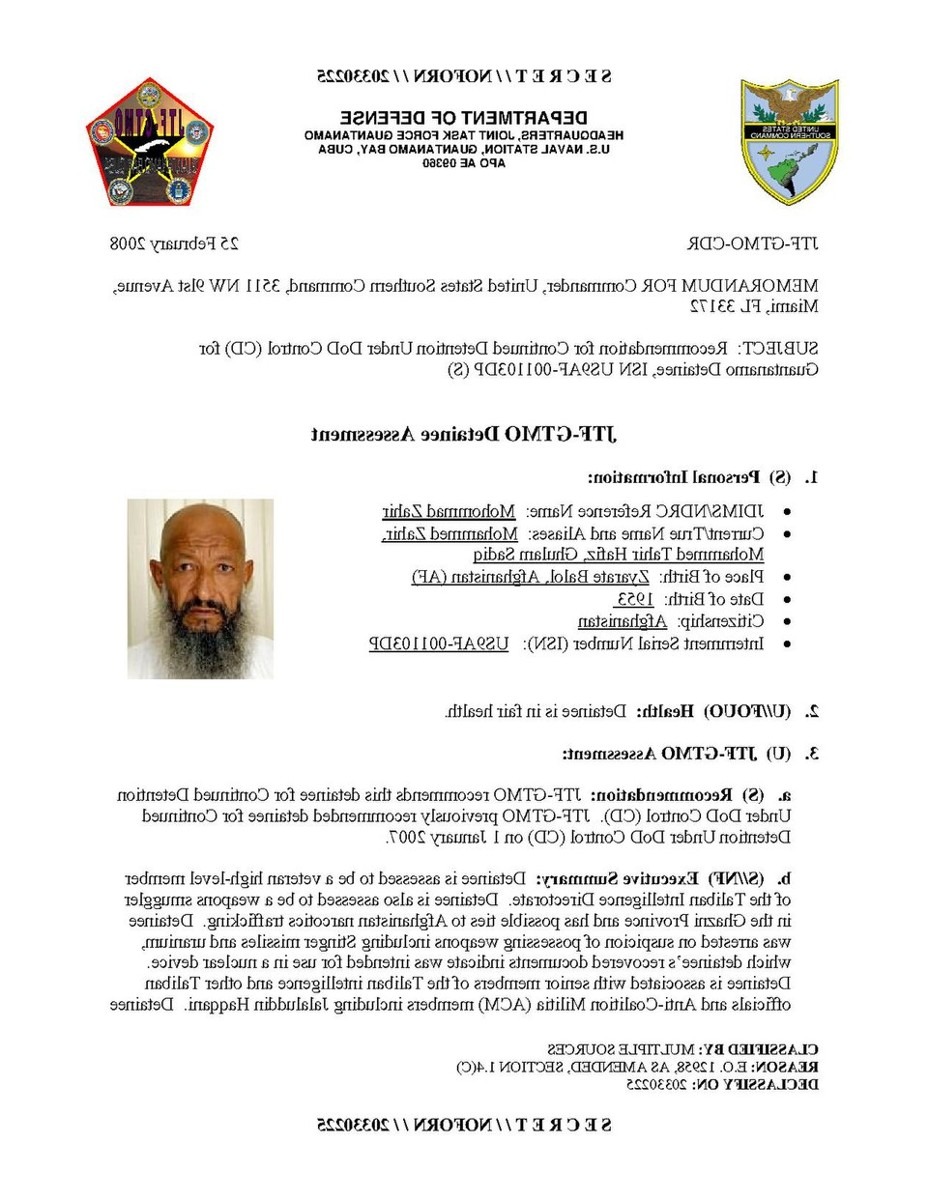 S E C R E T // NOFORN // 20330225
DEPARTMENT OF DEFENSE
HEADQUARTERS, JOINT TASK FORCE GUANTANAMO
U.S. NAVAL STATION, GUANTANAMO BAY, CUBA
APO AE 09360
UNITED STATES
SOUTHERN COMMAND
JTF-GTMO
JTF-GTMO-CDR 25 February 2008
MEMORANDUM FOR Commander, United States Southern Command, 3511 NW 91st Avenue,
Miami, FL 33172
SUBJECT: Recommendation for Continued Detention Under DoD Control (CD) for
Guantanamo Detainee, ISN US9AF-001103DP (S)
JTF-GTMO Detainee Assessment
1. (S) Personal Information:
• JDIMS/NDRC Reference Name: Mohommad Zahir
• Current/True Name and Aliases: Mohammed Zahir,
Mohammed Tahir Hafiz, Ghulam Sadiq
• Place of Birth: Zyarate Balol, Afghanistan (AF)
• Date of Birth: 1953
• Citizenship: Afghanistan
• Internment Serial Number (ISN): US9AF-001103DP
2. (U//FOUO) Health: Detainee is in fair health.
3. (U) JTF-GTMO Assessment:
a. (S) Recommendation: JTF-GTMO recommends this detainee for Continued Detention
Under DoD Control (CD). JTF-GTMO previously recommended detainee for Continued
Detention Under DoD Control (CD) on 1 January 2007.
b. (S//NF) Executive Summary: Detainee is assessed to be a veteran high-level member
of the Taliban Intelligence Directorate. Detainee is also assessed to be a weapons smuggler
in the Ghazni Province and has possible ties to Afghanistan narcotics trafficking. Detainee
was arrested on suspicion of possessing weapons including Stinger missiles and uranium,
which detainee's recovered documents indicate was intended for use in a nuclear device.
Detainee is associated with senior members of the Taliban intelligence and other Taliban
officials and Anti-Coalition Militia (ACM) members including Jalaluddin Haqqani. Detainee
CLASSIFIED BY: MULTIPLE SOURCES
REASON: E.O. 12958, AS AMENDED, SECTION 1.4(C)
DECLASSIFY ON: 20330225
S E C R E T // NOFORN // 20330225